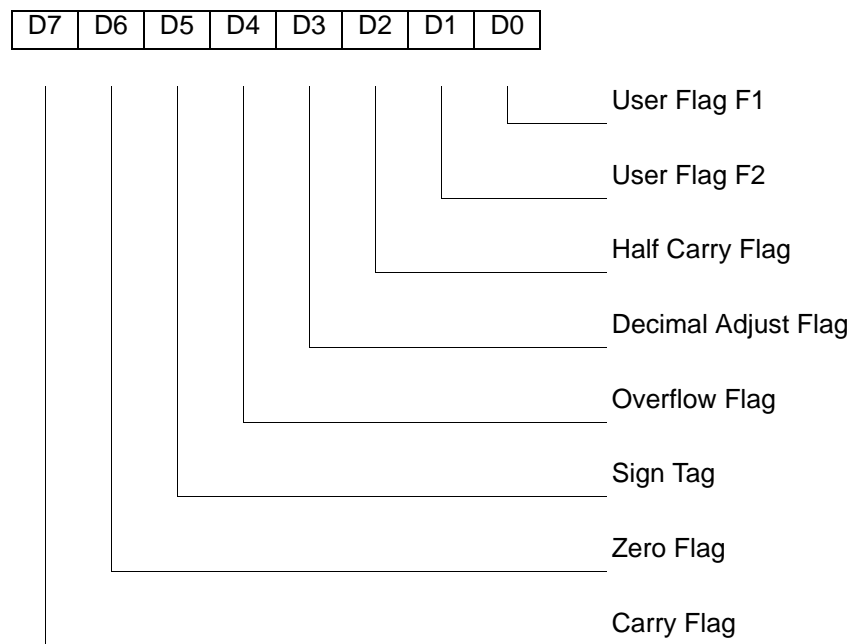 D7 D6 D5 D4 D3 D2 D1 D0
User Flag F1
User Flag F2
Half Carry Flag
Decimal Adjust Flag
Overflow Flag
Sign Tag
Zero Flag
Carry Flag